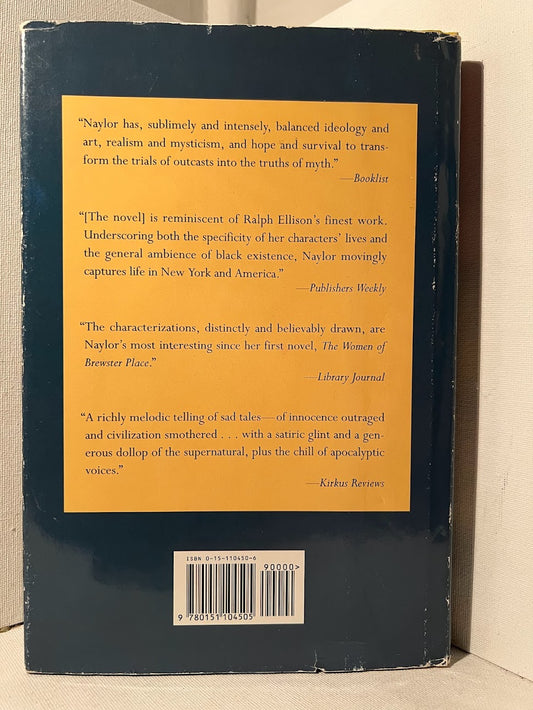 “Naylor has, sublimely and intensely, balanced ideology and
art, realism and mysticism, and hope and survival to trans-
form the trials of outcasts into the truths of myth.”
—Booklist
“[The novel] is reminiscent of Ralph Ellison’s finest work.
Underscoring both the specificity of her characters’ lives and
the general ambience of black existence, Naylor movingly
captures life in New York and America.”
—Publishers Weekly
“The characterizations, distinctly and believably drawn, are
Naylor’s most interesting since her first novel, The Women of
Brewster Place.”
—Library Journal
“A richly melodic telling of sad tales—of innocence outraged
and civilization smothered . . . with a satiric glint and a gen-
erous dollop of the supernatural, plus the chill of apocalyptic
voices.”
—Kirkus Reviews
ISBN 0-15-110450-6
90000>
9 780151 104505